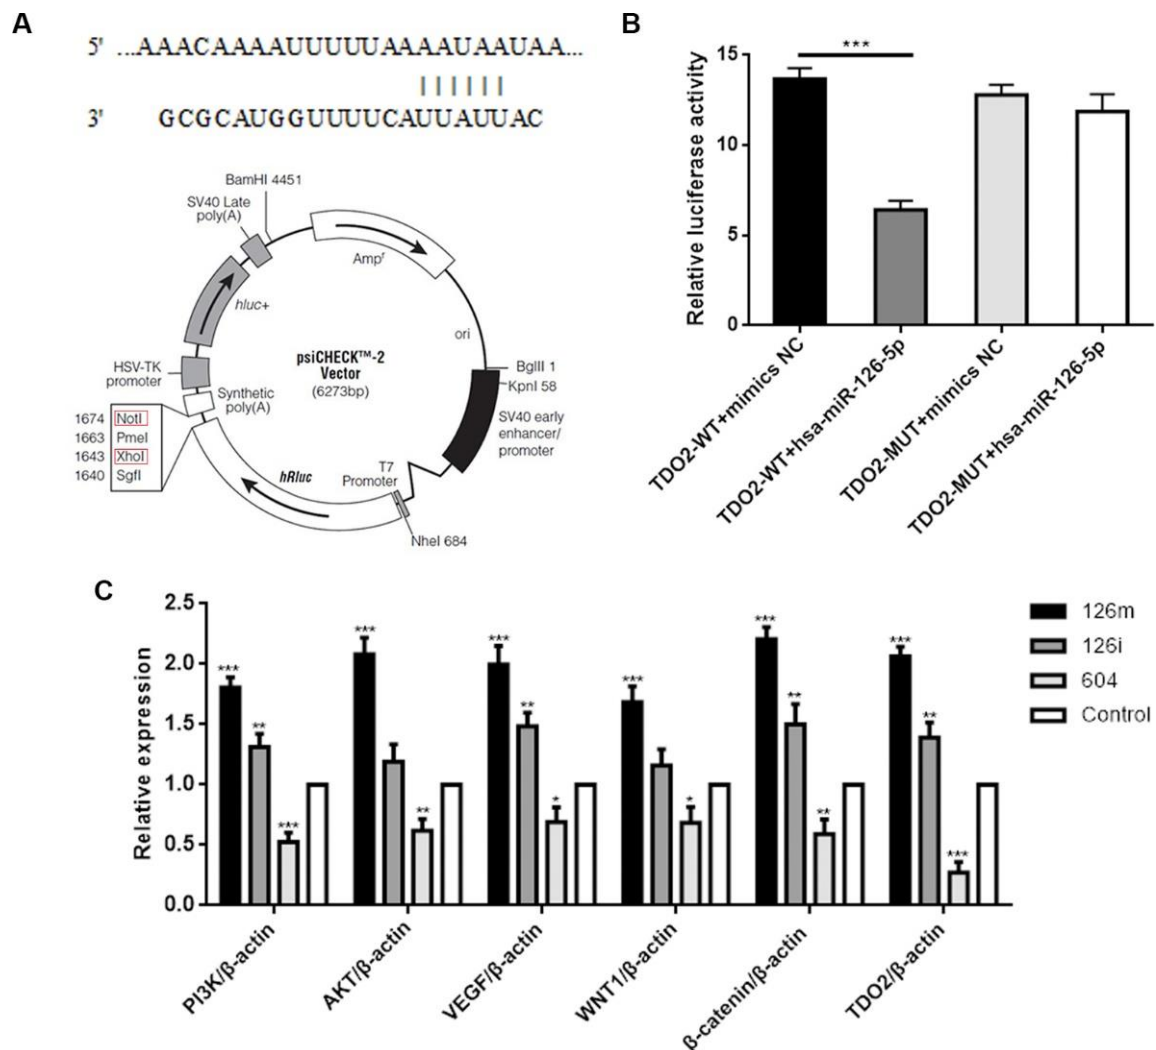 A
5' ...AAACAAAAUUUUUAAAAUAAUAA...
3' GCGCAUGGUUUUCAUUAUUAC
BamHI 4451
SV40 Late
poly(A)
Ampr
hluc+
ori
psiCHECK™-2
Vector
(6273bp)
HSV-TK
promoter
Synthetic
poly(A)
BglII 1
KpnI 58
SV40 early
enhancer/
promoter
1674 NotI
1663 PmeI
1643 XhoI
1640 SgfI
hRluc
T7
Promoter
NheI 684
B
***
Relative luciferase activity
15
10
5
0
TDO2-WT+mimics NC
TDO2-WT+hsa-miR-126-5p
TDO2-MUT+mimics NC
TDO2-MUT+hsa-miR-126-5p
C
Relative expression
2.5
2.0
1.5
1.0
0.5
0.0
*** ** ***
*** **
*** ** *
*** *
*** ** **
*** ** ***
PI3K/β-actin
AKT/β-actin
VEGF/β-actin
WNT1/β-actin
β-catenin/β-actin
TDO2/β-actin
126m
126i
604
Control